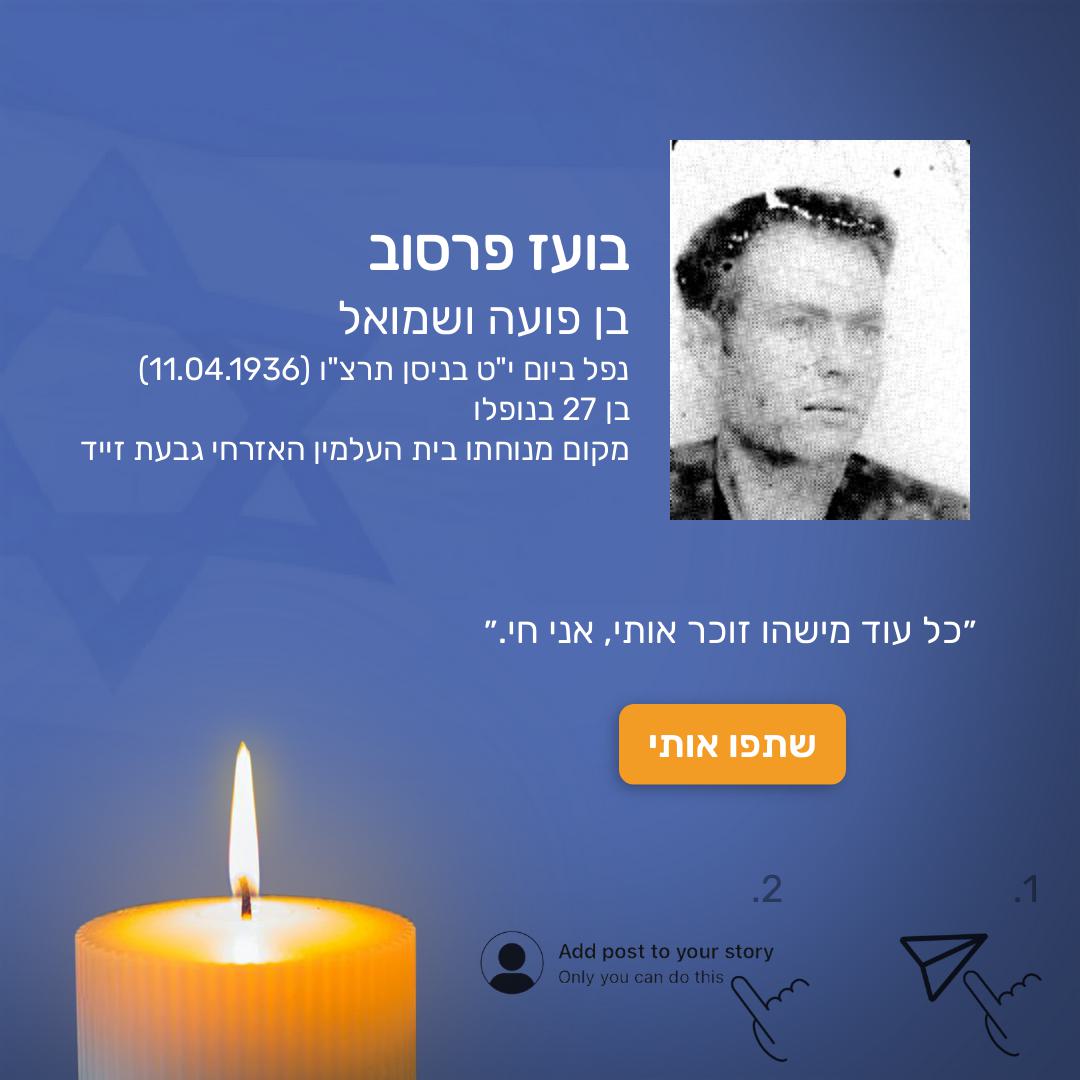 בועז פרסוב
בן פועה ושמואל
נפל ביום י"ט בניסן תרצ"ו (11.04.1936)
בן 27 בנופלו
מקום מנוחתו בית העלמין האזרחי גבעת זייד
״כל עוד מישהו זוכר אותי, אני חי.״
שתפו אותי
.1
.2
Add post to your story
Only you can do this